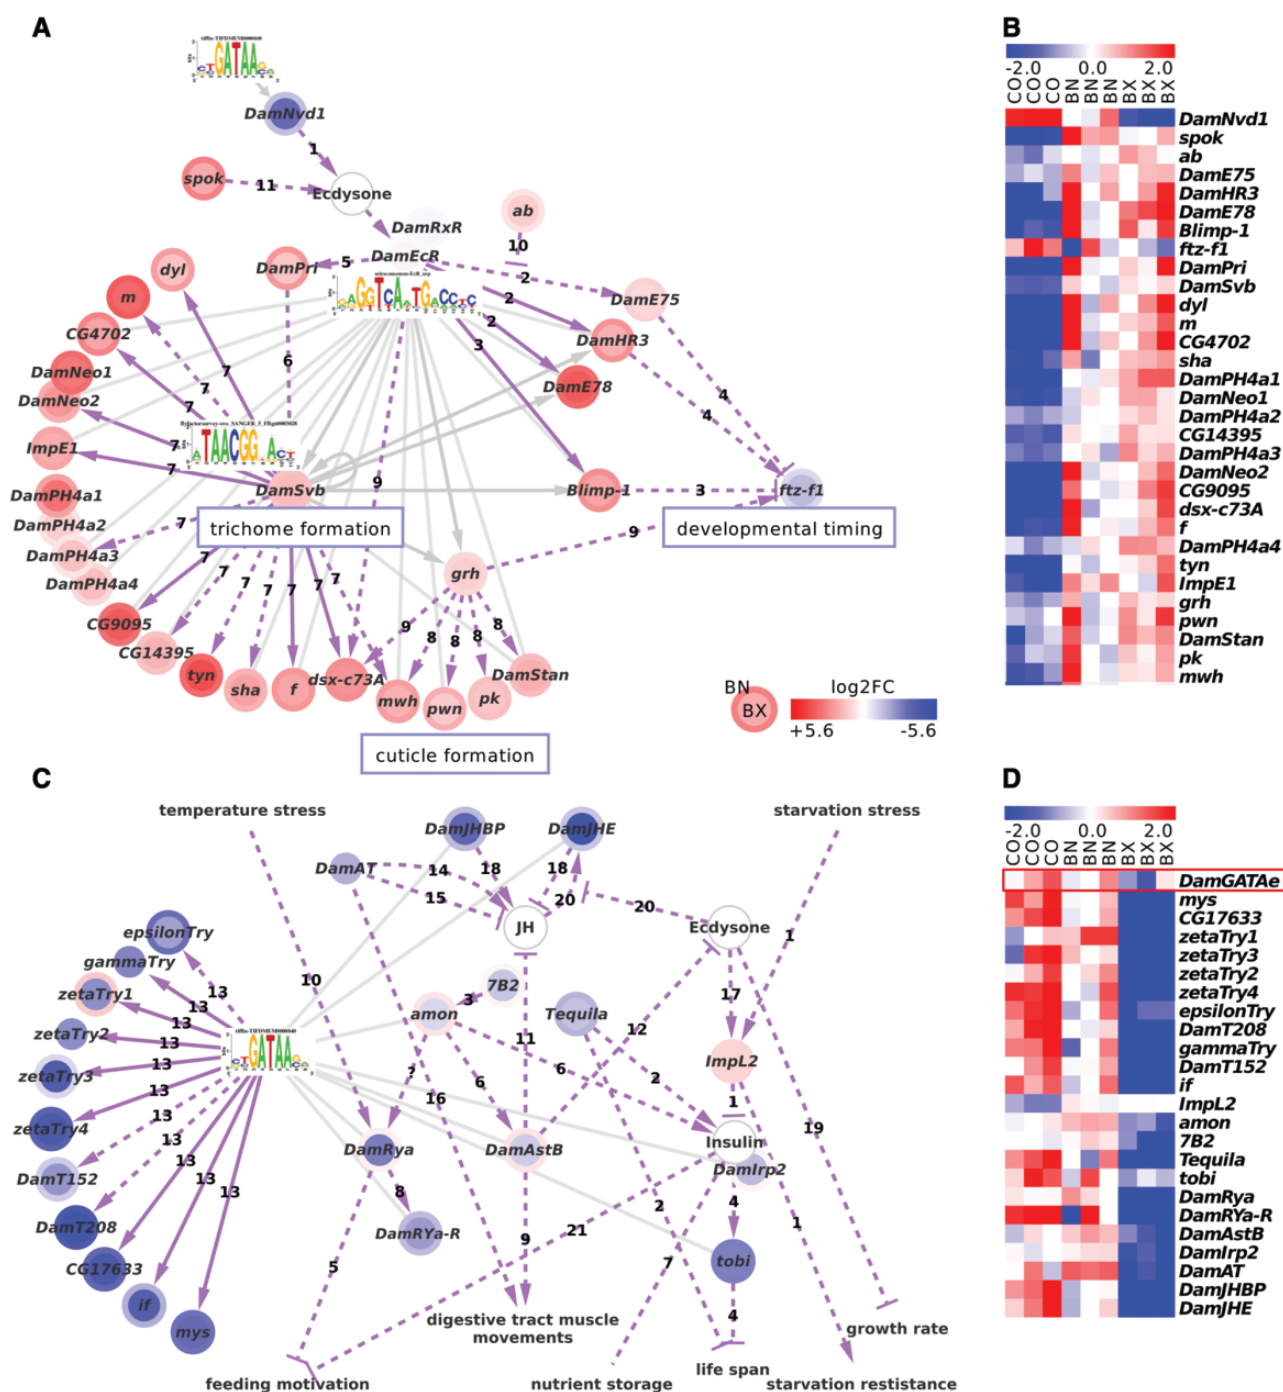 A
DamNvd1
1
spok
11
Ecdysone
ab
DamRxR
10
DamEcR
DamPri
5
2
dyl
DamE75
m
2
2
CG4702
3
DamHR3
6
7
DamNeo1
7
DamE78
4
DamNeo2
7
4
7
ImpE1
7
DamSvb
9
Blimp-1
3
ftz-f1
DamPH4a1
trichome formation
developmental timing
DamPH4a2
7
DamPH4a3
9
DamPH4a4
7
7
7
7
7
7
7
grh
CG9095
9
8
8
8
8
CG14395
tyn
sha
f
dsx-c73A
DamStan
mwh
pwn
pk
cuticle formation
BN
BX
log2FC
+5.6
-5.6
B
-2.0
0.0
2.0
CO
CO
CO
BN
BN
BN
BX
BX
BX
DamNvd1
spok
ab
DamE75
DamHR3
DamE78
Blimp-1
ftz-f1
DamPri
DamSvb
dyl
m
CG4702
sha
DamPH4a1
DamNeo1
DamPH4a2
CG14395
DamPH4a3
DamNeo2
CG9095
dsx-c73A
f
DamPH4a4
tyn
ImpE1
grh
pwn
DamStan
pk
mwh
C
temperature stress
starvation stress
DamJHBP
DamJHE
DamAT
14
18
18
15
20
20
JH
Ecdysone
1
epsilonTry
gammaTry
zetaTry1
13
10
7B2
17
13
3
13
amon
Tequila
zetaTry2
13
11
12
zetaTry3
13
ImpL2
?
6
6
2
zetaTry4
13
16
1
13
19
13
DamRya
DamAstB
Insulin
DamT152
13
DamIrp2
13
8
13
2
4
DamT208
DamRYa-R
21
1
CG17633
5
9
7
tobi
if
4
mys
digestive tract muscle
movements
growth rate
life span
feeding motivation
nutrient storage
starvation restistance
D
-2.0
0.0
2.0
CO
CO
CO
BN
BN
BN
BX
BX
BX
DamGATAe
mys
CG17633
zetaTry1
zetaTry3
zetaTry2
zetaTry4
epsilonTry
DamT208
gammaTry
DamT152
if
ImpL2
amon
7B2
Tequila
tobi
DamRya
DamRYa-R
DamAstB
DamIrp2
DamAT
DamJHBP
DamJHE